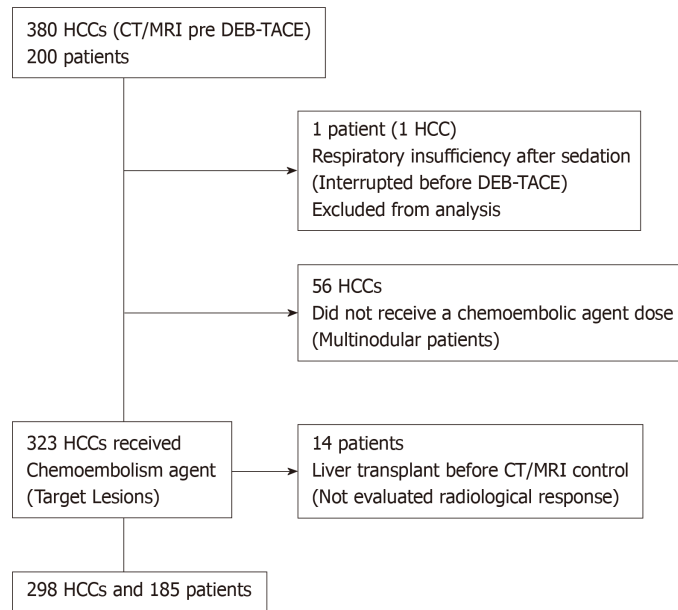 380 HCCs (CT/MRI pre DEB-TACE)
200 patients
1 patient (1 HCC)
Respiratory insufficiency after sedation
(Interrupted before DEB-TACE)
Excluded from analysis
56 HCCs
Did not receive a chemoembolic agent dose
(Multinodular patients)
323 HCCs received
Chemoembolism agent
(Target Lesions)
14 patients
Liver transplant before CT/MRI control
(Not evaluated radiological response)
298 HCCs and 185 patients